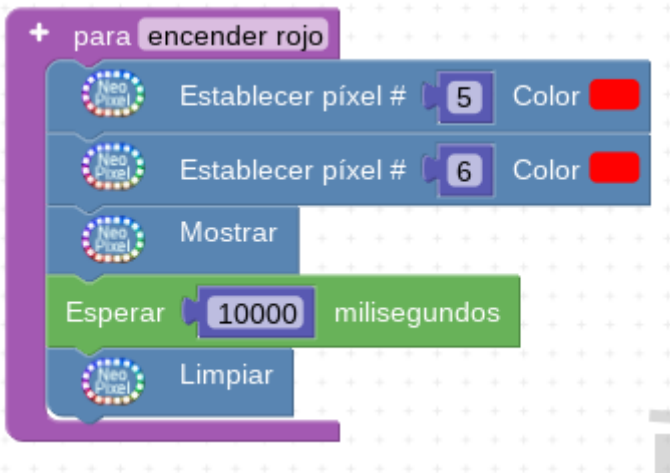 + para encender rojo
Neo Pixel Establecer píxel # 5 Color
Neo Pixel Establecer píxel # 6 Color
Neo Pixel Mostrar
Esperar 10000 milisegundos
Neo Pixel Limpiar